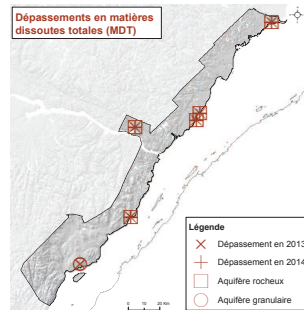 Dépassements en matières
dissoutes totales (MDT)
Légende
Dépassement en 2013
Dépassement en 2014
Aquifère rocheux
Aquifère granulaire
0 10 20 Km